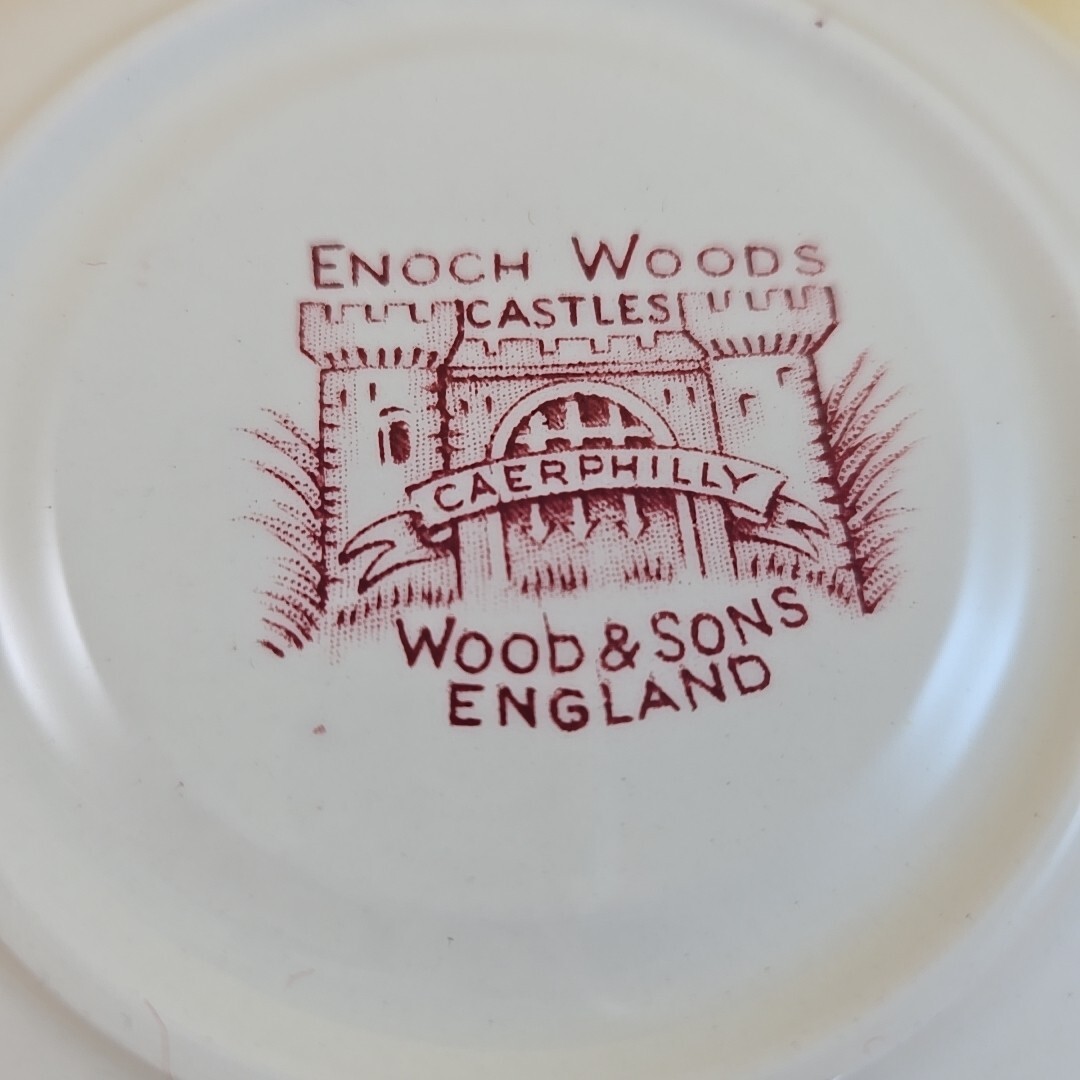 ENOCH WOODS
CASTLES
CAERPHILLY
WOOD & SONS
ENGLAND